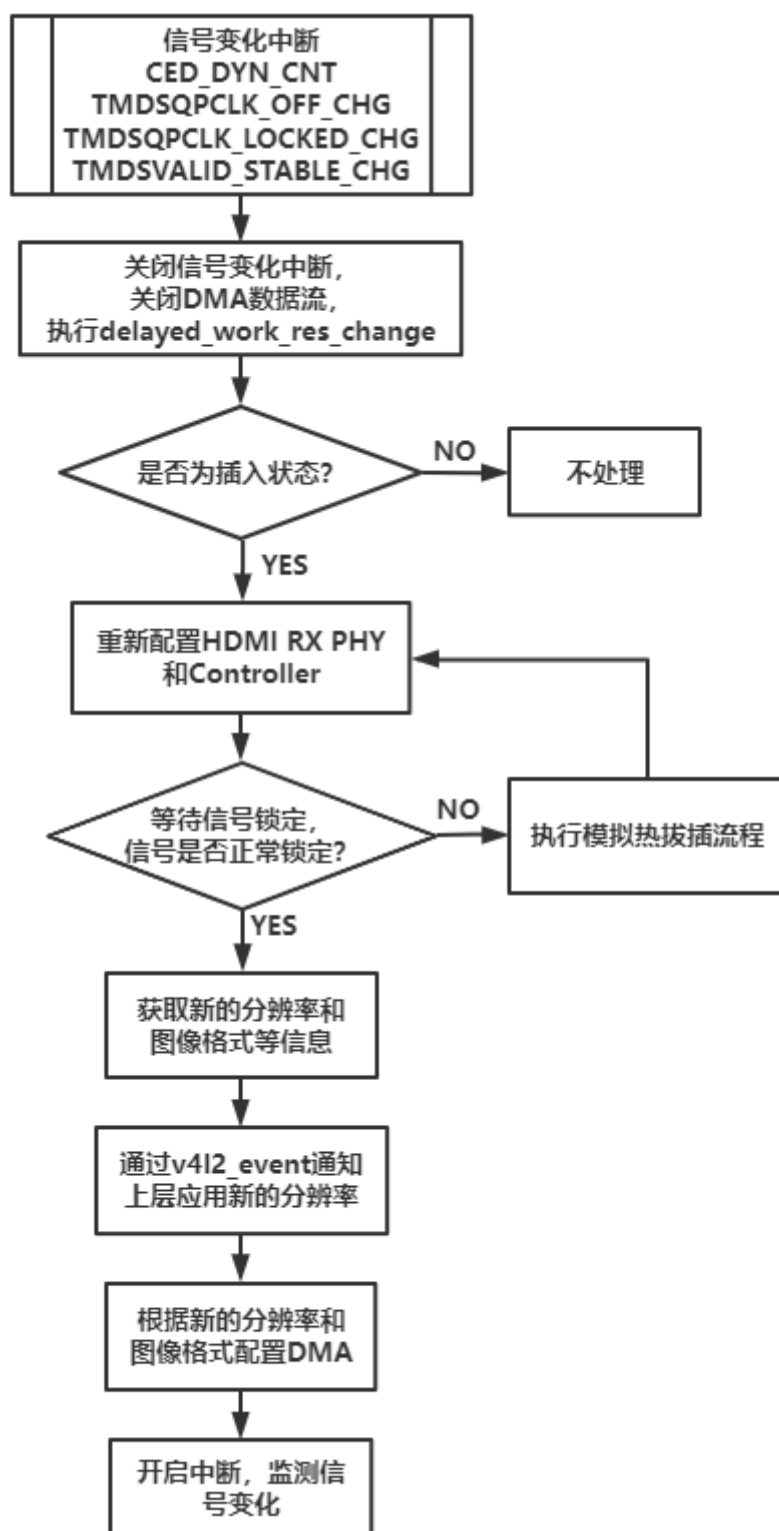 信号变化中断
CED_DYN_CNT
TMDSQPCLK_OFF_CHG
TMDSQPCLK_LOCKED_CHG
TMDSVALID_STABLE_CHG
关闭信号变化中断，
关闭DMA数据流，
执行delayed_work_res_change
是否为插入状态?
NO
不处理
YES
重新配置HDMI RX PHY
和Controller
等待信号锁定，
信号是否正常锁定?
NO
执行模拟热拔插流程
YES
获取新的分辨率和
图像格式等信息
通过v4l2_event通知
上层应用新的分辨率
根据新的分辨率和
图像格式配置DMA
开启中断，监测信
号变化